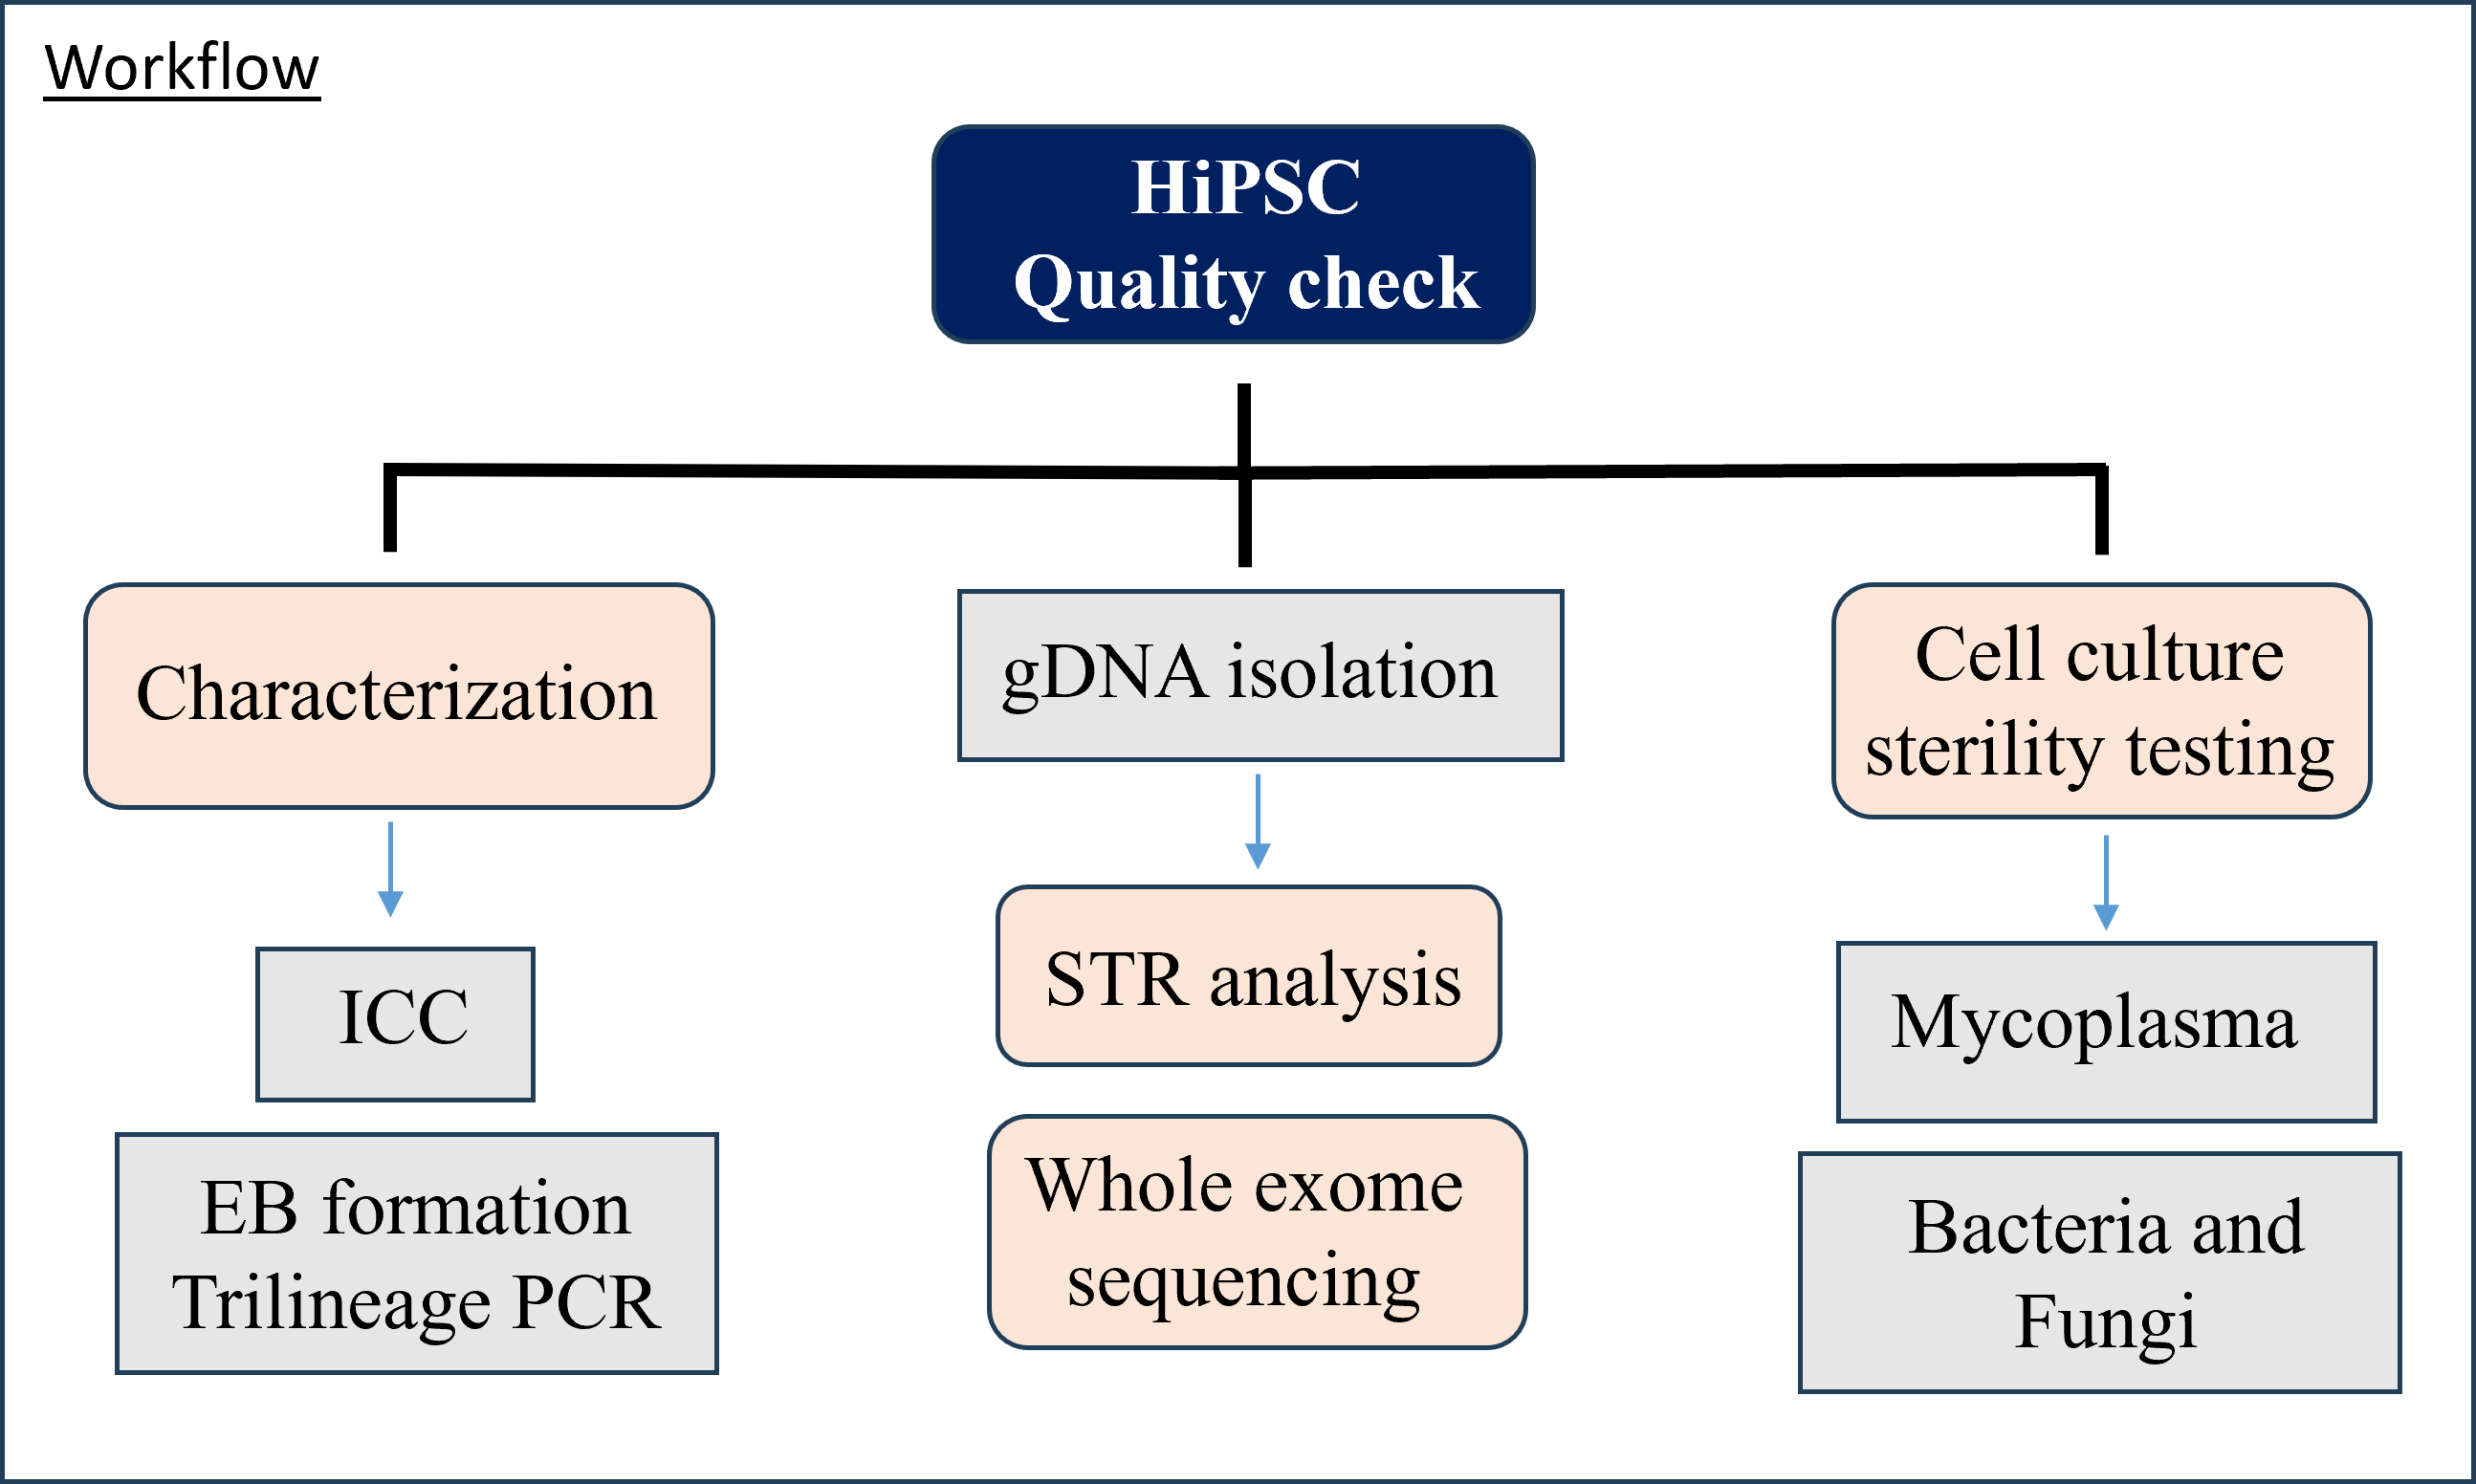 Workflow
HiPSC
Quality check
Characterization
ICC
EB formation
Trilineage PCR
gDNA isolation
STR analysis
Whole exome
sequencing
Cell culture
sterility testing
Mycoplasma
Bacteria and
Fungi